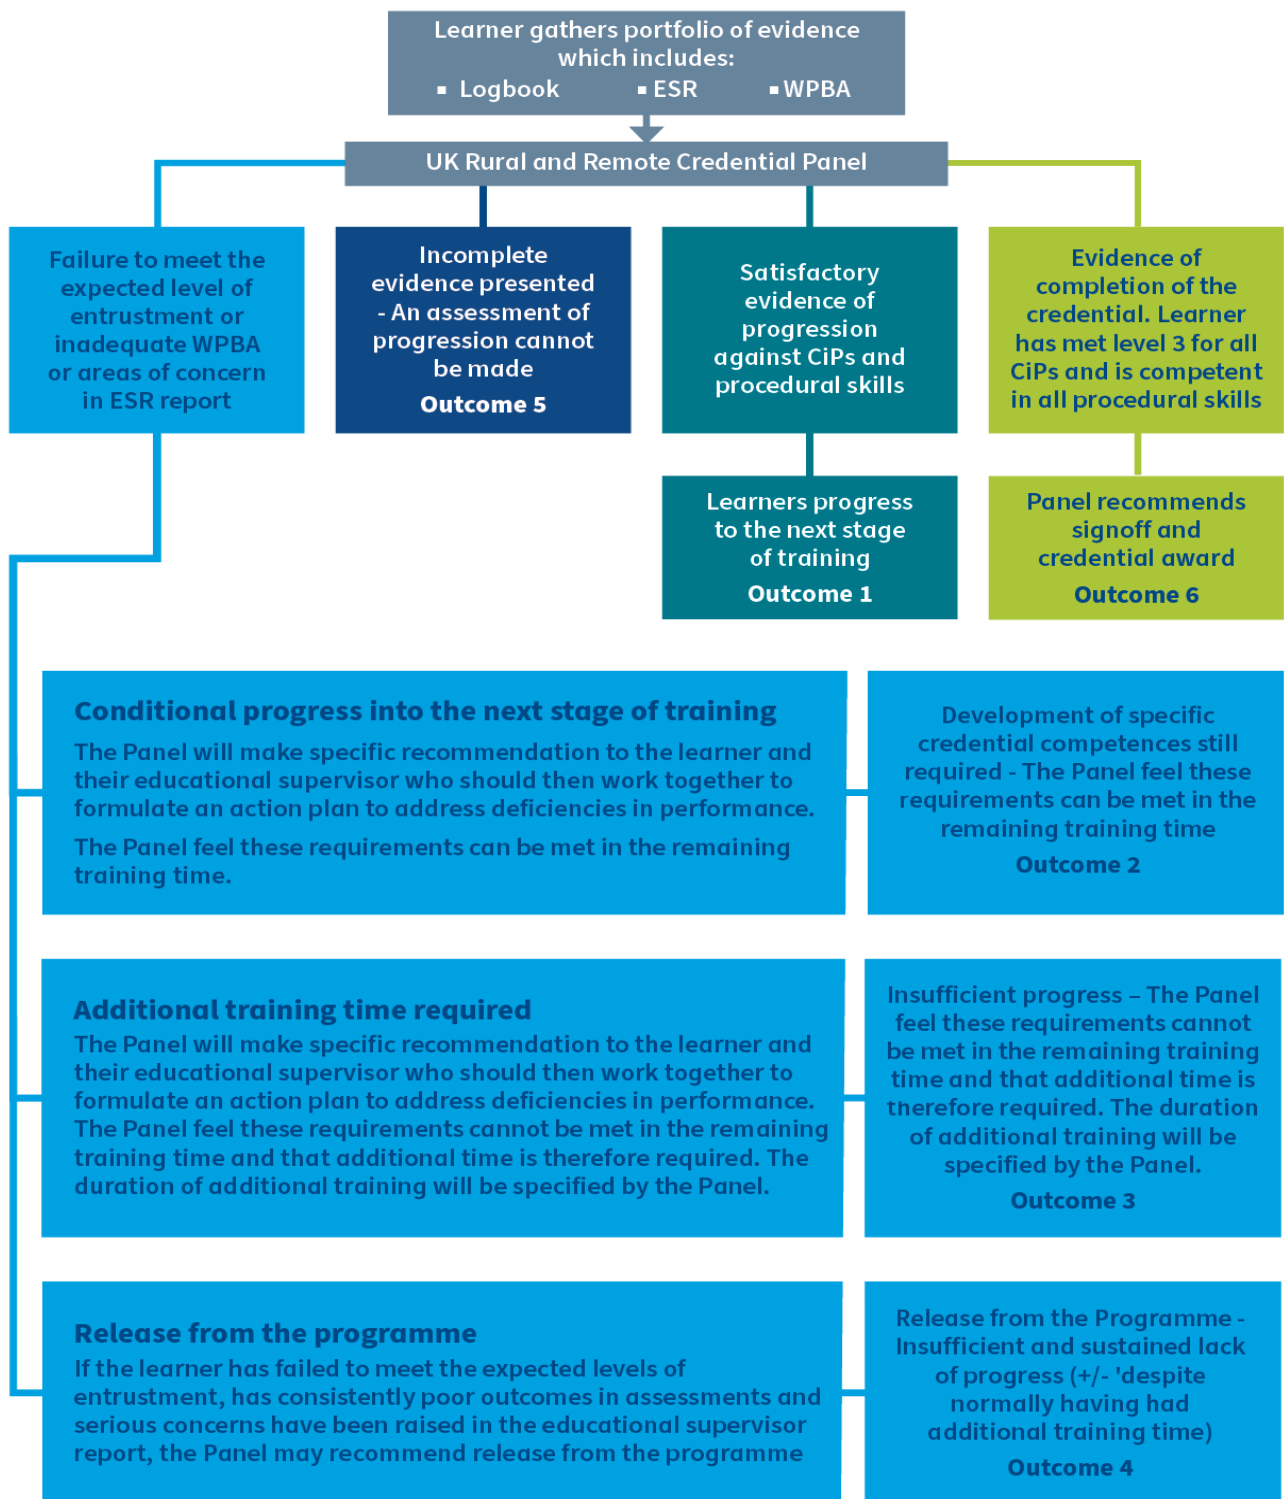 Learner gathers portfolio of evidence
which includes:
▪ Logbook ▪ ESR ▪ WPBA
UK Rural and Remote Credential Panel
Failure to meet the
expected level of
entrustment or
inadequate WPBA
or areas of concern
in ESR report
Incomplete
evidence presented
- An assessment of
progression cannot
be made
Outcome 5
Satisfactory
evidence of
progression
against CiPs and
procedural skills
Evidence of
completion of the
credential. Learner
has met level 3 for all
CiPs and is competent
in all procedural skills
Learners progress
to the next stage
of training
Outcome 1
Panel recommends
signoff and
credential award
Outcome 6
Conditional progress into the next stage of training
The Panel will make specific recommendation to the learner and
their educational supervisor who should then work together to
formulate an action plan to address deficiencies in performance.
The Panel feel these requirements can be met in the remaining
training time.
Development of specific
credential competences still
required - The Panel feel these
requirements can be met in the
remaining training time
Outcome 2
Additional training time required
The Panel will make specific recommendation to the learner and
their educational supervisor who should then work together to
formulate an action plan to address deficiencies in performance.
The Panel feel these requirements cannot be met in the remaining
training time and that additional time is therefore required. The
duration of additional training will be specified by the Panel.
Insufficient progress – The Panel
feel these requirements cannot
be met in the remaining training
time and that additional time is
therefore required. The duration
of additional training will be
specified by the Panel.
Outcome 3
Release from the programme
If the learner has failed to meet the expected levels of
entrustment, has consistently poor outcomes in assessments and
serious concerns have been raised in the educational supervisor
report, the Panel may recommend release from the programme
Release from the Programme -
Insufficient and sustained lack
of progress (+/- 'despite
normally having had
additional training time)
Outcome 4